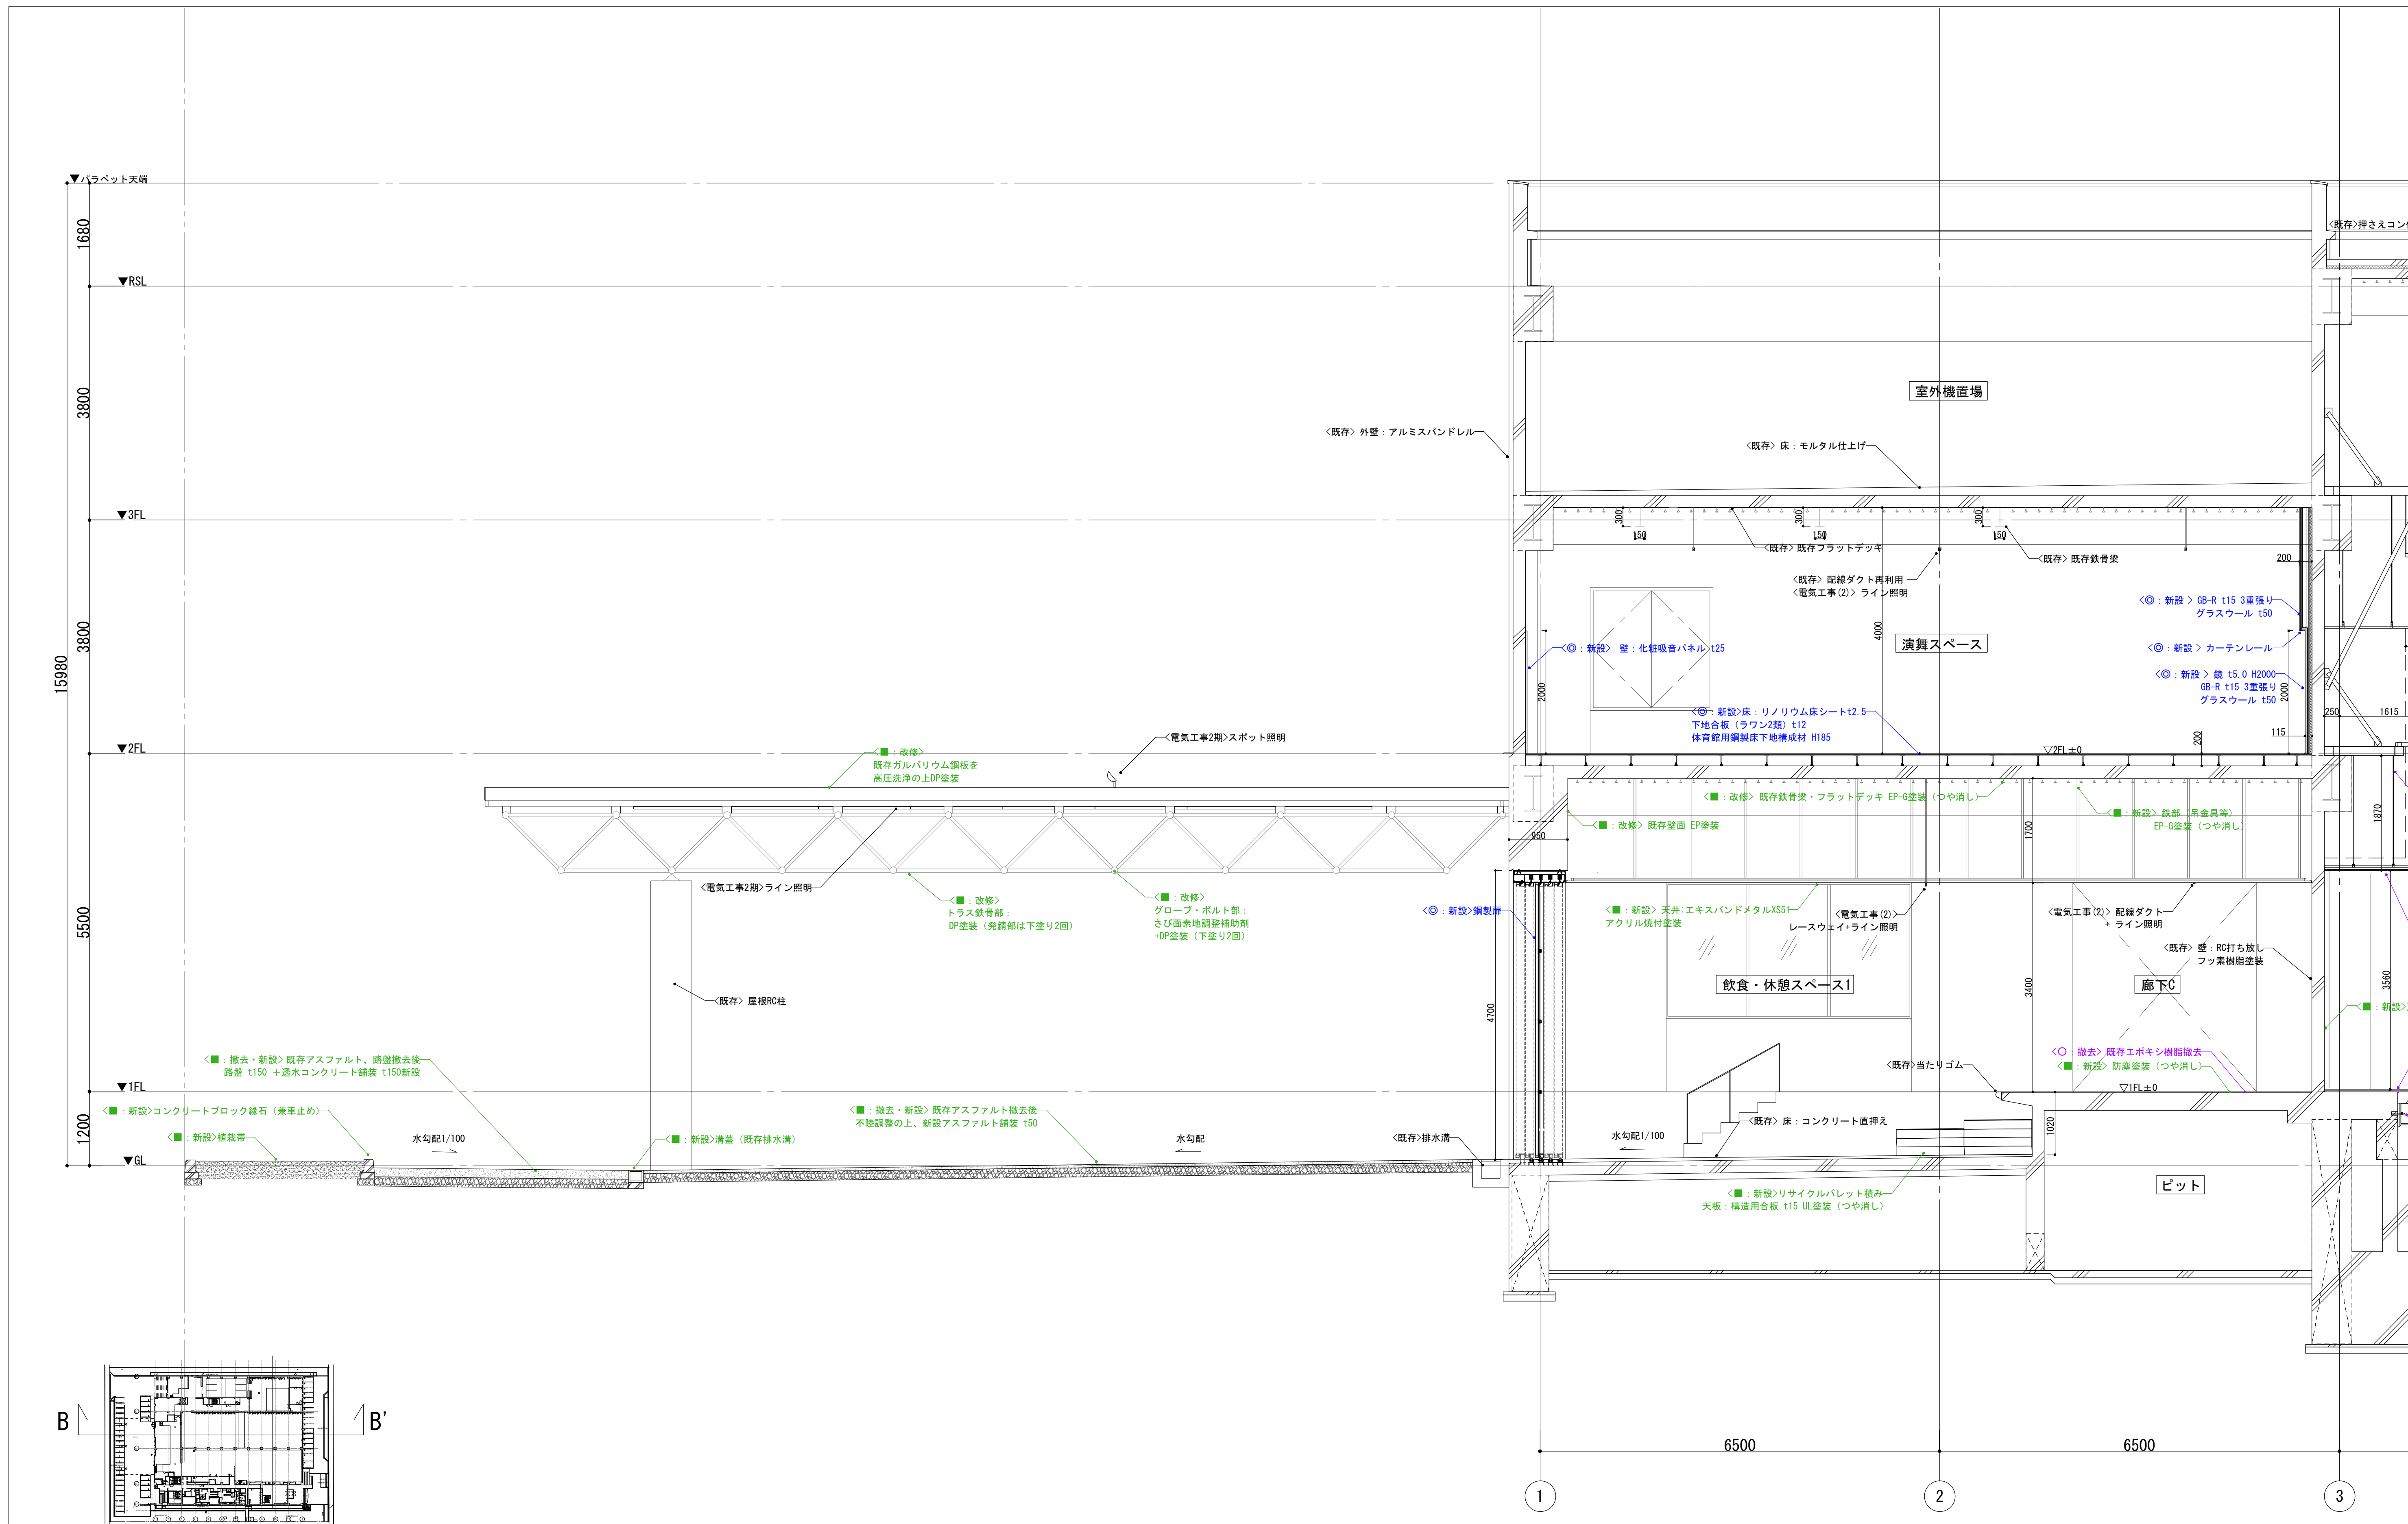 ▼パラペット天端
1680
<既存>押さえコン
▼RSL
3800
室外機置場
<既存> 外壁：アルミスパンドレル
<既存> 床：モルタル仕上げ
▼3FL
300
150
300
150
300
150
<既存> 既存フラットデッキ
<既存> 既存鉄骨梁
200
<既存> 配線ダクト再利用
<電気工事(2)> ライン照明
<◎：新設 > GB-R t15 3重張り
グラスウール t50
3800
15980
4000
演舞スペース
<◎：新設> 壁：化粧吸音パネル t25
<◎：新設 > カーテンレール
<◎：新設 > 鏡 t5.0 H2000
GB-R t15 3重張り
グラスウール t50
2000
2000
<◎：新設>床：リノリウム床シートt2.5
下地合板（ラワン2類）t12
体育館用鋼製床下地構成材 H185
250
1615
115
200
▼2FL
▽2FL±0
<電気工事2期>スポット照明
<■：改修>
既存ガルバリウム鋼板を
高圧洗浄の上DP塗装
<■：改修> 既存鉄骨梁・フラットデッキ EP-G塗装（つや消し）
<■：新設> 鉄部（吊金具等）
EP-G塗装（つや消し）
<■：改修> 既存壁面 EP塗装
950
1700
1870
<電気工事2期>ライン照明
<■：改修>
トラス鉄骨部：
DP塗装（発錆部は下塗り2回）
<■：改修>
グローブ・ボルト部：
さび面素地調整補助剤
+DP塗装（下塗り2回）
<◎：新設>鋼製扉
<■：新設> 天井:エキスパンドメタルXS51
アクリル焼付塗装
<電気工事(2)>
レースウェイ+ライン照明
<電気工事(2)> 配線ダクト
+ ライン照明
<既存> 壁：RC打ち放し
フッ素樹脂塗装
5500
飲食・休憩スペース1
廊下C
3400
3560
4700
<既存> 屋根RC柱
<■：新設>
<■：撤去・新設> 既存アスファルト、路盤撤去後
路盤 t150 ＋透水コンクリート舗装 t150新設
<○：撤去> 既存エポキシ樹脂撤去
<■：新設> 防塵塗装（つや消し）
<既存>当たりゴム
▼1FL
▽1FL±0
<■：新設>コンクリートブロック縁石（兼車止め）
<■：撤去・新設> 既存アスファルト撤去後
不陸調整の上、新設アスファルト舗装 t50
<既存> 床：コンクリート直押え
1200
1020
<■：新設>植栽帯
水勾配1/100
<■：新設>溝蓋（既存排水溝）
水勾配
<既存>排水溝
水勾配1/100
▼GL
ピット
<■：新設>リサイクルパレット積み
天板：構造用合板 t15 UL塗装（つや消し）
B
B'
6500
6500
1
2
3